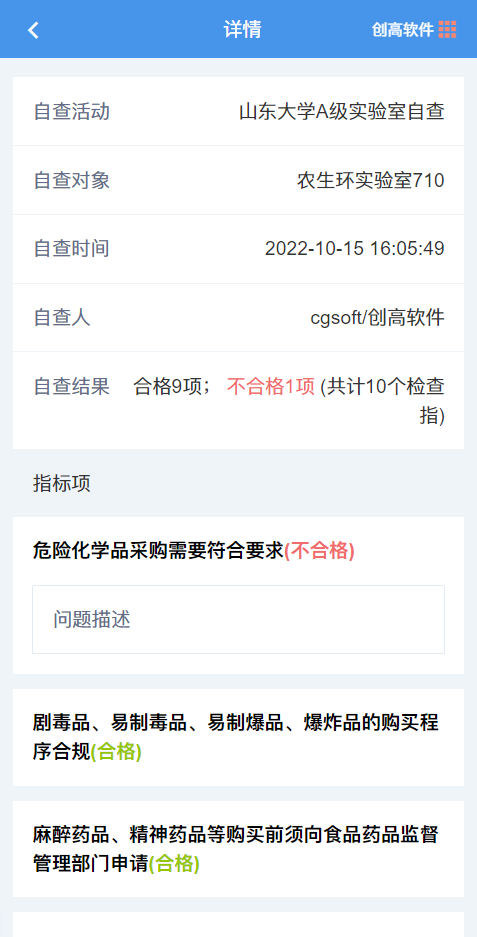 详情
创高软件
自查活动
山东大学A级实验室自查
自查对象
农生环实验室710
自查时间
2022-10-15 16:05:49
自查人
cgsoft/创高软件
自查结果
合格9项； 不合格1项 (共计10个检查
指)
指标项
危险化学品采购需要符合要求(不合格)
问题描述
剧毒品、易制毒品、易制爆品、爆炸品的购买程
序合规(合格)
麻醉药品、精神药品等购买前须向食品药品监督
管理部门申请(合格)